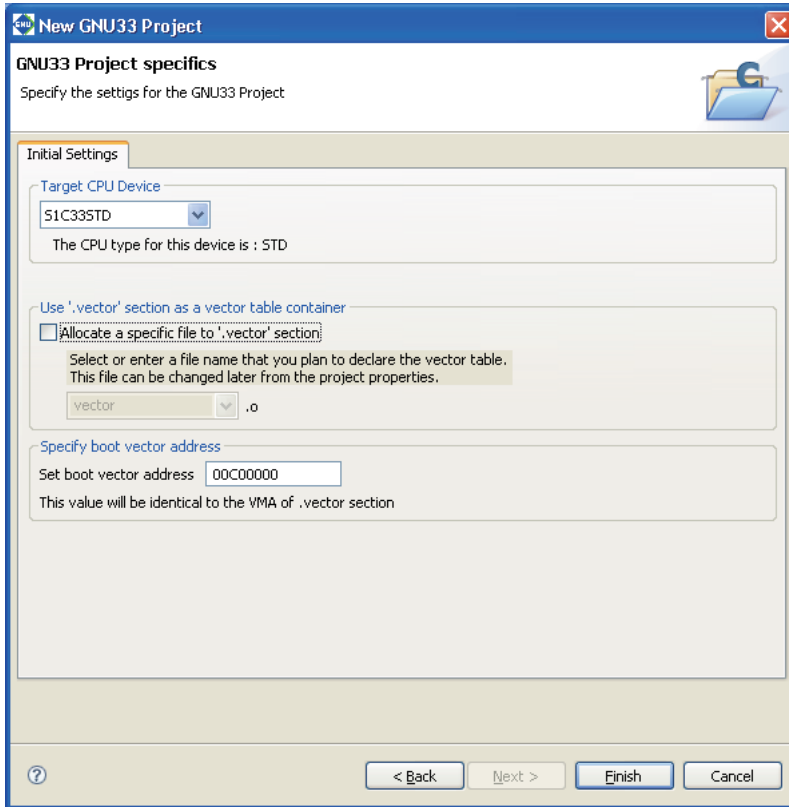 GNU New GNU33 Project
GNU33 Project specifics
Specify the settigs for the GNU33 Project
C
Initial Settings
Target CPU Device
S1C33STD
The CPU type for this device is : STD
Use '.vector' section as a vector table container
Allocate a specific file to '.vector' section
Select or enter a file name that you plan to declare the vector table.
This file can be changed later from the project properties.
vector .o
Specify boot vector address
Set boot vector address 00C00000
This value will be identical to the VMA of .vector section
? < Back Next > Finish Cancel